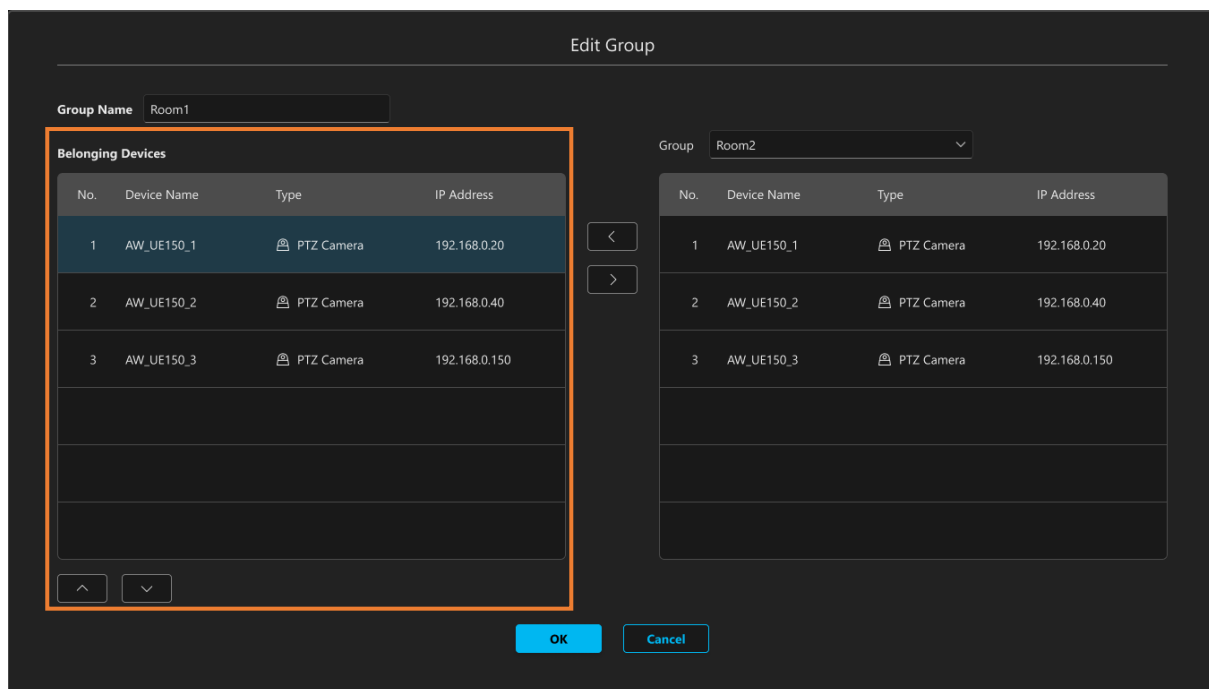 Edit Group
Group Name Room1
Belonging Devices
No. Device Name Type IP Address
1 AW_UE150_1 PTZ Camera 192.168.0.20
2 AW_UE150_2 PTZ Camera 192.168.0.40
3 AW_UE150_3 PTZ Camera 192.168.0.150
Group Room2
No. Device Name Type IP Address
1 AW_UE150_1 PTZ Camera 192.168.0.20
2 AW_UE150_2 PTZ Camera 192.168.0.40
3 AW_UE150_3 PTZ Camera 192.168.0.150
OK Cancel